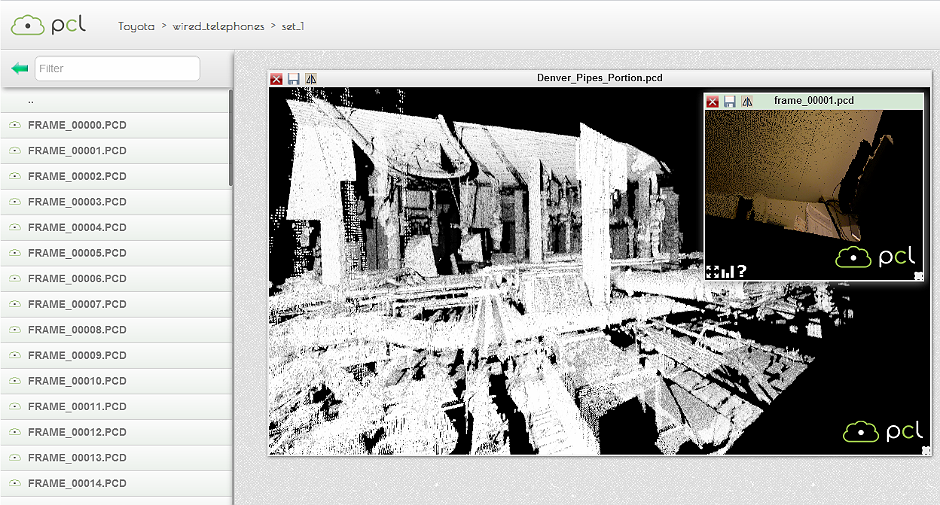 pcl
Toyota > wired_telephones > set_1
Filter
..
FRAME_00000.PCD
FRAME_00001.PCD
FRAME_00002.PCD
FRAME_00003.PCD
FRAME_00004.PCD
FRAME_00005.PCD
FRAME_00006.PCD
FRAME_00007.PCD
FRAME_00008.PCD
FRAME_00009.PCD
FRAME_00010.PCD
FRAME_00011.PCD
FRAME_00012.PCD
FRAME_00013.PCD
FRAME_00014.PCD
Denver_Pipes_Portion.pcd
frame_00001.pcd
pcl
?
pcl